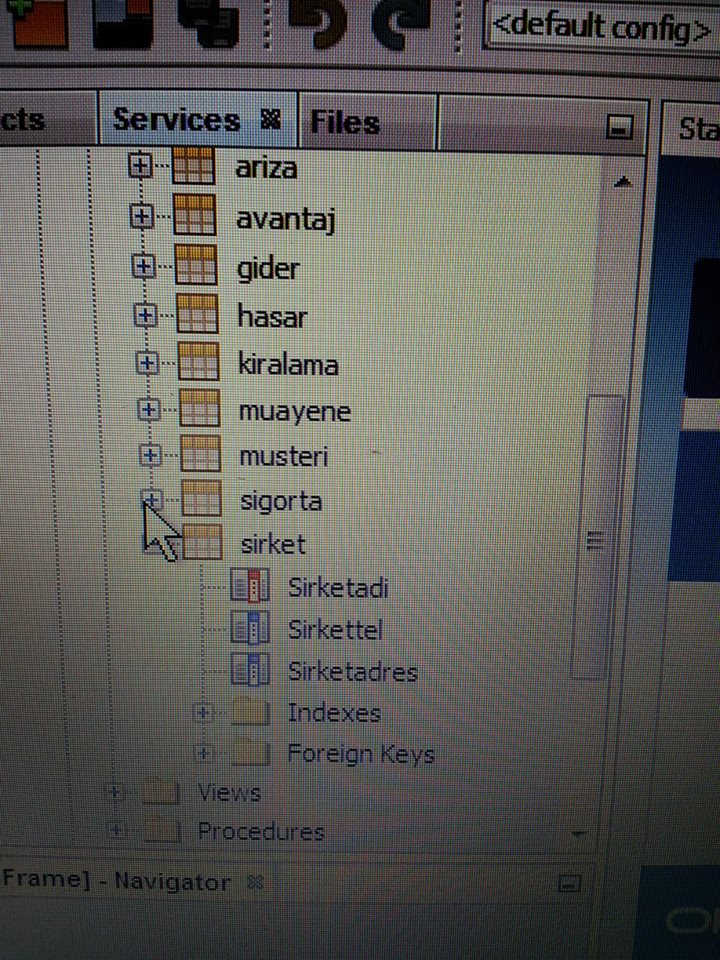 <default config>
cts Services Files Sta
ariza
avantaj
gider
hasar
kiralama
muayene
musteri
sigorta
sirket
Sirketadi
Sirkettel
Sirketadres
Indexes
Foreign Keys
Views
Procedures
Frame] - Navigator